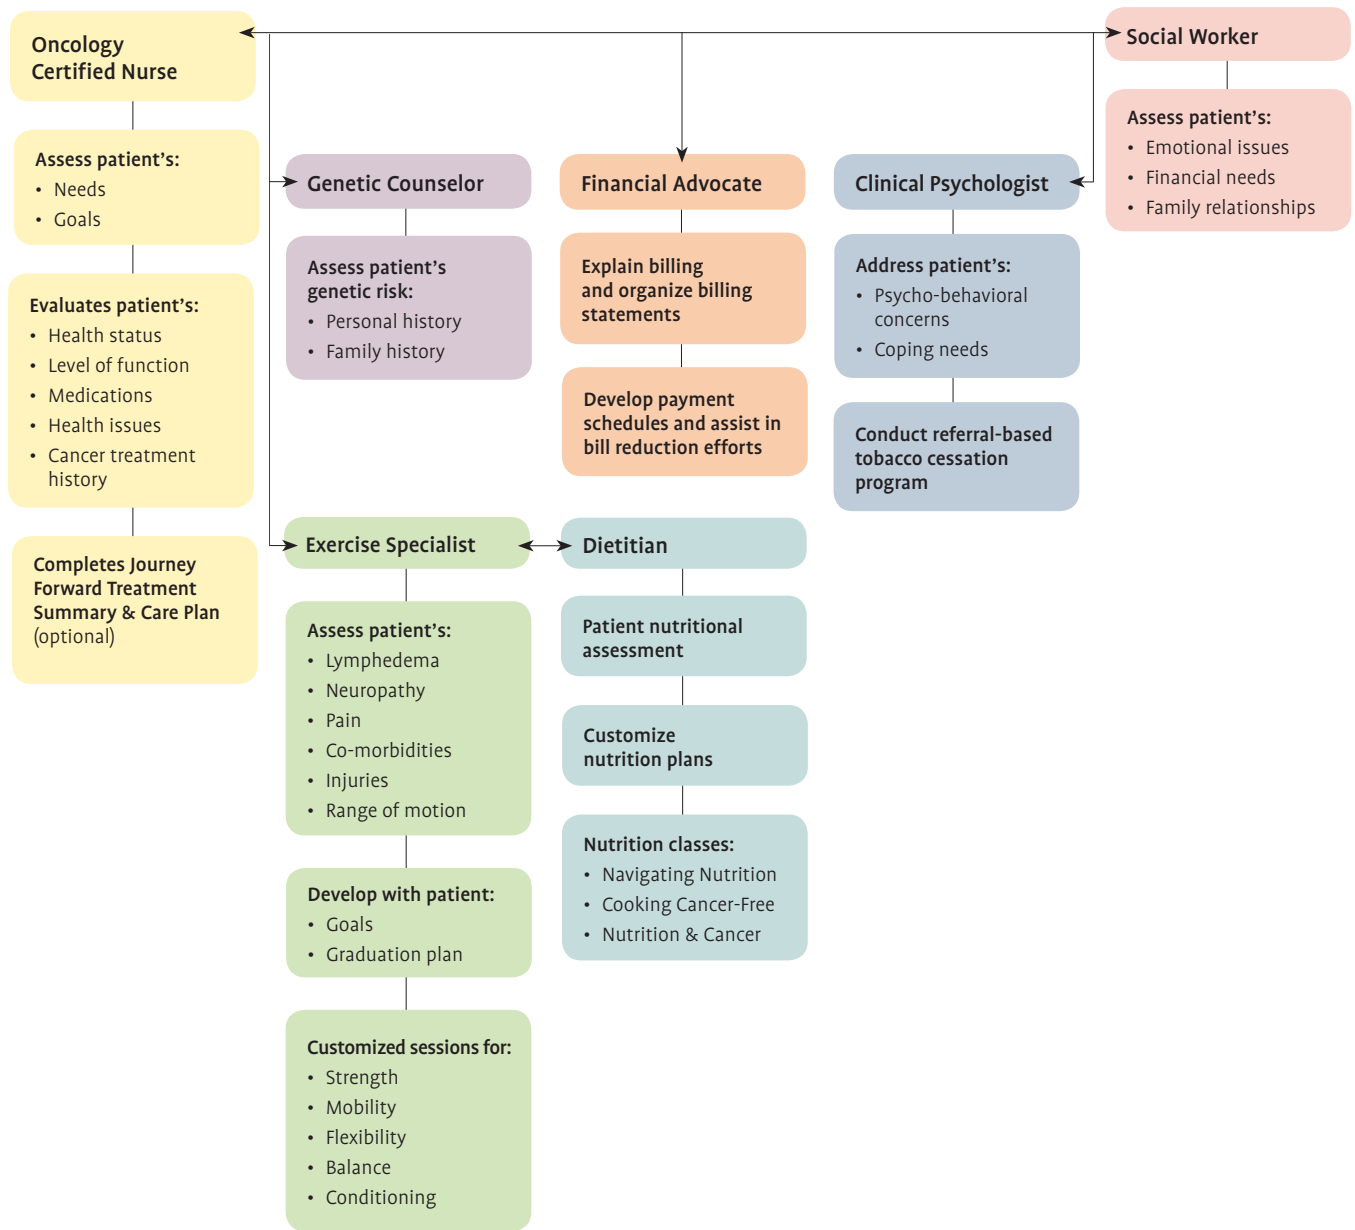 Oncology
Certified Nurse
Assess patient’s:
• Needs
• Goals
Evaluates patient’s:
• Health status
• Level of function
• Medications
• Health issues
• Cancer treatment
history
Completes Journey
Forward Treatment
Summary & Care Plan
(optional)
Genetic Counselor
Assess patient’s
genetic risk:
• Personal history
• Family history
Financial Advocate
Explain billing
and organize billing
statements
Develop payment
schedules and assist in
bill reduction efforts
Clinical Psychologist
Address patient’s:
• Psycho-behavioral
concerns
• Coping needs
Conduct referral-based
tobacco cessation
program
Social Worker
Assess patient’s:
• Emotional issues
• Financial needs
• Family relationships
Exercise Specialist
Assess patient’s:
• Lymphedema
• Neuropathy
• Pain
• Co-morbidities
• Injuries
• Range of motion
Develop with patient:
• Goals
• Graduation plan
Customized sessions for:
• Strength
• Mobility
• Flexibility
• Balance
• Conditioning
Dietitian
Patient nutritional
assessment
Customize
nutrition plans
Nutrition classes:
• Navigating Nutrition
• Cooking Cancer-Free
• Nutrition & Cancer